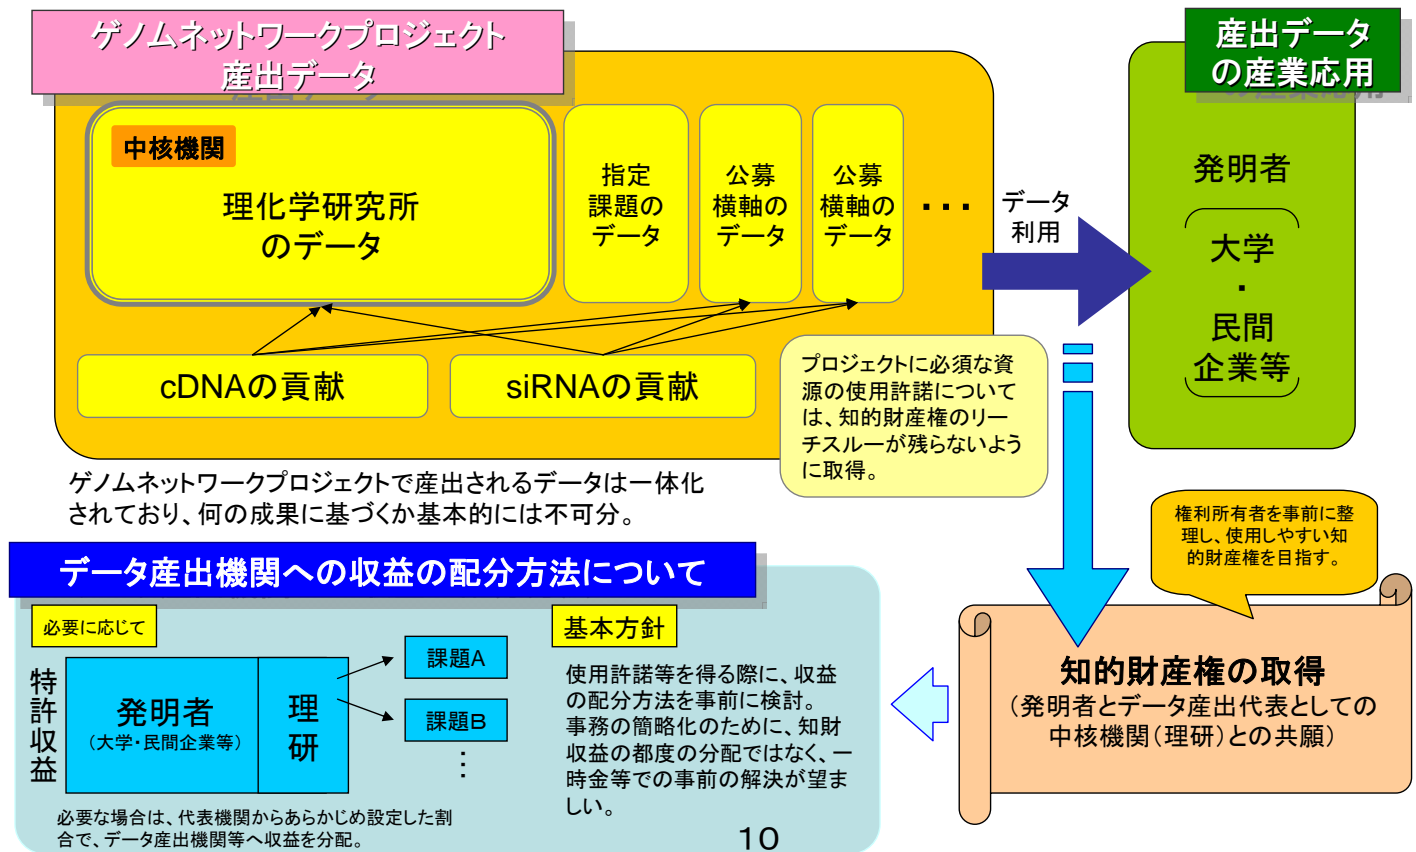 ゲノムネットワークプロジェクト
産出データ
産出データ
の産業応用
中核機関
理化学研究所
のデータ
指定
課題の
データ
公募
横軸の
データ
公募
横軸の
データ
・・・
データ
利用
発明者
大学
・
民間
企業等
cDNAの貢献
siRNAの貢献
プロジェクトに必須な資
源の使用許諾について
は、知的財産権のリー
チスルーが残らないよう
に取得。
ゲノムネットワークプロジェクトで産出されるデータは一体化
されており、何の成果に基づくか基本的には不可分。
権利所有者を事前に整
理し、使用しやすい知
的財産権を目指す。
データ産出機関への収益の配分方法について
必要に応じて
特許収益
発明者
（大学・民間企業等）
理
研
課題A
課題B
⋮
必要な場合は、代表機関からあらかじめ設定した割
合で、データ産出機関等へ収益を分配。
基本方針
使用許諾等を得る際に、収益
の配分方法を事前に検討。
事務の簡略化のために、知財
収益の都度の分配ではなく、一
時金等での事前の解決が望ま
しい。
知的財産権の取得
（発明者とデータ産出代表としての
中核機関（理研）との共願）
10